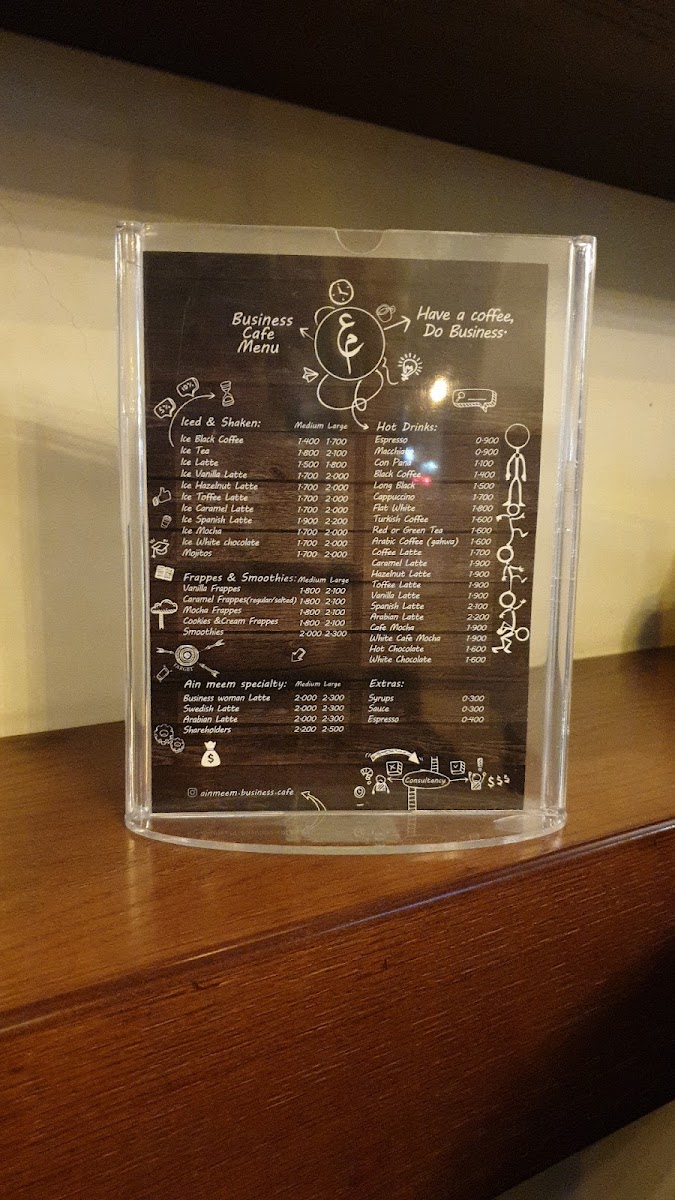 Business
Cafe
Menu
عم
Have a coffee,
Do Business.
5%
10%
Iced & Shaken: Medium Large
Ice Black Coffee 1.400 1.700
Ice Tea 1.800 2.100
Ice Latte 1.500 1.800
Ice Vanilla Latte 1.700 2.000
Ice Hazelnut Latte 1.700 2.000
Ice Toffee Latte 1.700 2.000
Ice Caramel Latte 1.700 2.000
Ice Spanish Latte 1.900 2.200
Ice Mocha 1.700 2.000
Ice White chocolate 1.700 2.000
Mojitos 1.700 2.000
Frappes & Smoothies: Medium Large
Vanilla Frappes 1.800 2.100
Caramel Frappes(regular/salted) 1.800 2.100
Mocha Frappes 1.800 2.100
Cookies &Cream Frappes 1.800 2.100
Smoothies 2.000 2.300
TARGET
Ain meem specialty: Medium Large
Business woman Latte 2.000 2.300
Swedish Latte 2.000 2.300
Arabian Latte 2.000 2.300
Shareholders 2.200 2.500
$
ainmeem.business.cafe
Hot Drinks:
Espresso 0.900
Macchiato 0.900
Con Pana 1.100
Black Coffee 1.400
Long Black 1.500
Cappuccino 1.700
Flat White 1.800
Turkish Coffee 1.600
Red or Green Tea 1.600
Arabic Coffee (gahwa) 1.600
Coffee Latte 1.700
Caramel Latte 1.900
Hazelnut Latte 1.900
Toffee Latte 1.900
Vanilla Latte 1.900
Spanish Latte 2.100
Arabian Latte 2.200
Cafe Mocha 1.900
White Cafe Mocha 1.900
Hot Chocolate 1.600
White Chocolate 1.600
Extras:
Syrups 0.300
Sauce 0.300
Espresso 0.400
Consultancy
$$$